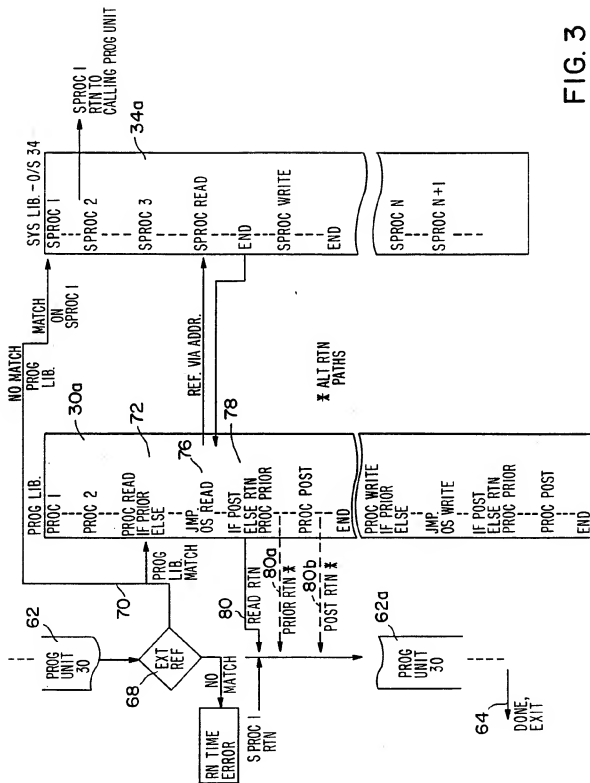 62
PROG
UNIT
30
68
EXT
REF
NO
MATCH
RN TIME
ERROR
S PROC I
RTN
62a
PROG
UNIT
30
64
DONE,
EXIT
70
PROG
LIB.
MATCH
80
READ RTN
80a
PRIOR RTN *
80b
POST RTN *
NO MATCH
PROG
LIB.
MATCH
ON
SPROC I
PROG LIB.
30a
PROC 1
PROC 2
72
PROC READ
IF PRIOR
ELSE
76
JMP.
OS READ
78
IF POST
ELSE RTN
PROC PRIOR
PROC POST
END
PROC WRITE
IF PRIOR
ELSE
JMP.
OS WRITE
IF POST
ELSE RTN
PROC PRIOR
PROC POST
END
REF. VIA ADDR.
* ALT RTN
PATHS
SYS LIB. - O/S 34
SPROC 1
SPROC 2
SPROC 3
34a
SPROC READ
END
SPROC WRITE
END
SPROC N
SPROC N+1
SPROC I
RTN TO
CALLING PROG UNIT
FIG. 3